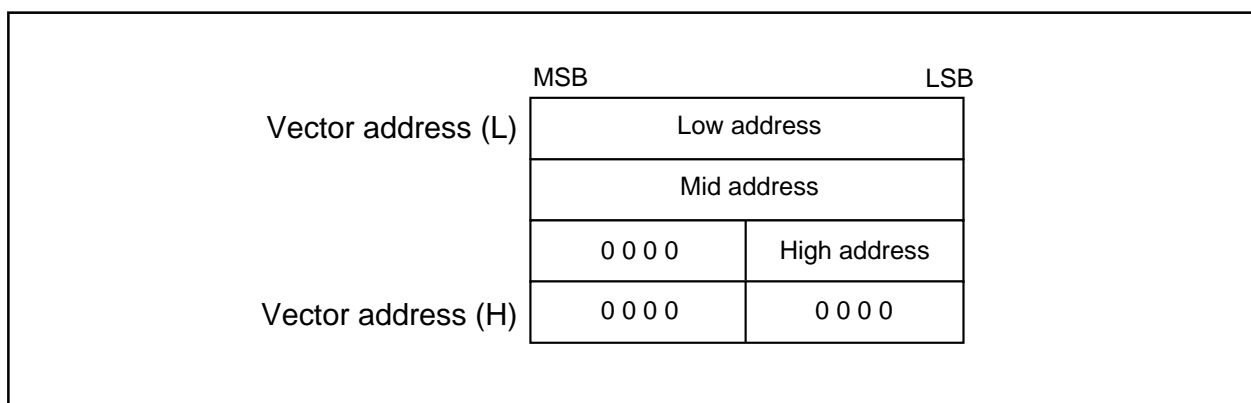 MSB LSB
Vector address (L) Low address
Mid address
0 0 0 0 High address
Vector address (H) 0 0 0 0 0 0 0 0